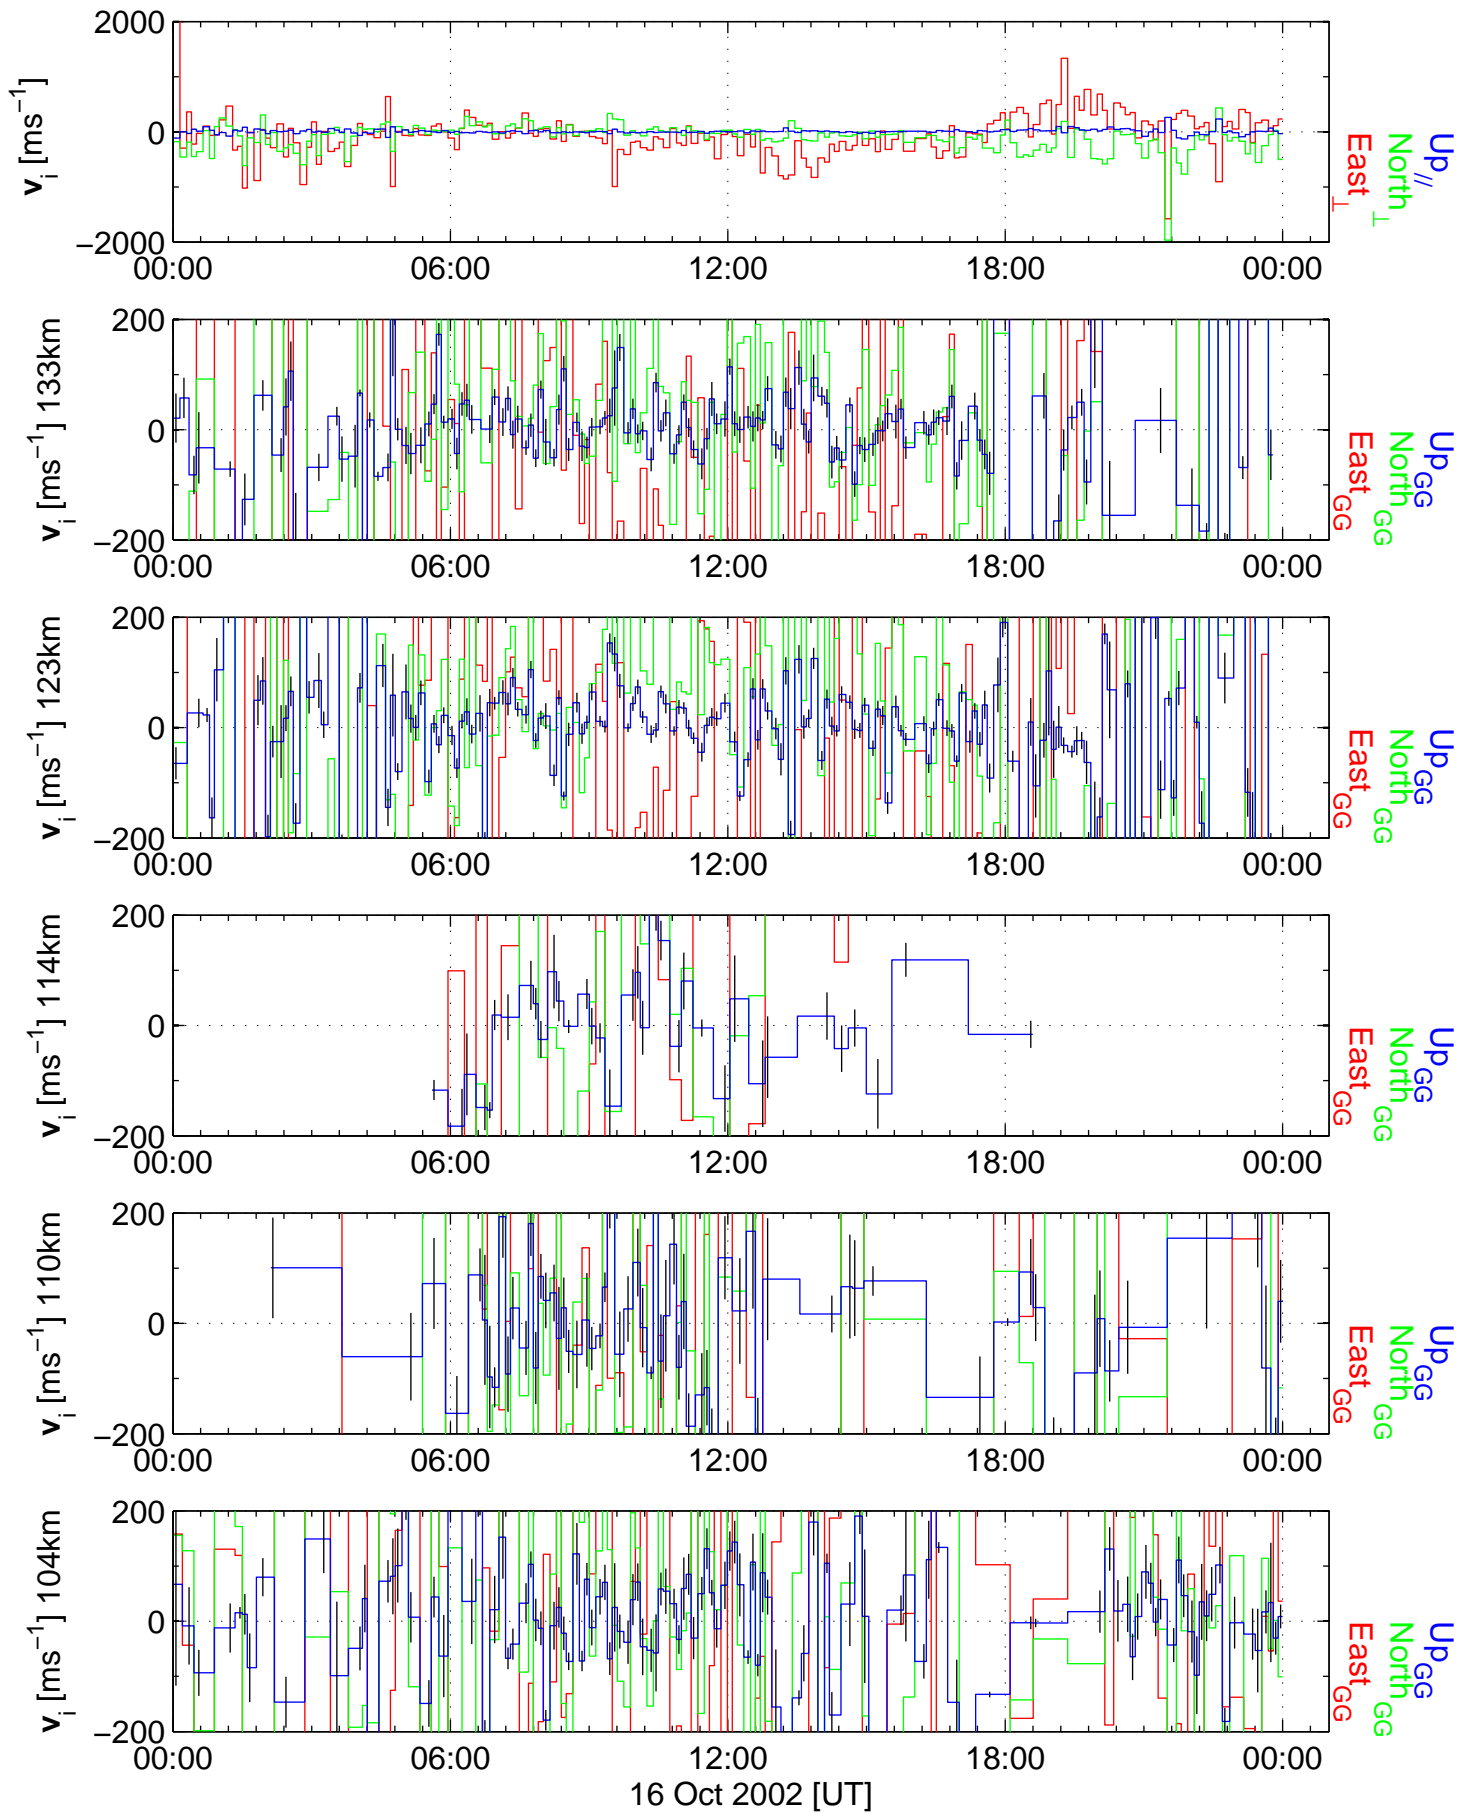 2000
0
−2000
v_i [ms^−1]
00:00 06:00 12:00 18:00 00:00
Up_//
North_⊥
East_⊥
200
0
−200
v_i [ms^−1] 133km
00:00 06:00 12:00 18:00 00:00
Up_GG
North_GG
East_GG
200
0
−200
v_i [ms^−1] 123km
00:00 06:00 12:00 18:00 00:00
Up_GG
North_GG
East_GG
200
0
−200
v_i [ms^−1] 114km
00:00 06:00 12:00 18:00 00:00
Up_GG
North_GG
East_GG
200
0
−200
v_i [ms^−1] 110km
00:00 06:00 12:00 18:00 00:00
Up_GG
North_GG
East_GG
200
0
−200
v_i [ms^−1] 104km
00:00 06:00 12:00 18:00 00:00
Up_GG
North_GG
East_GG
16 Oct 2002 [UT]